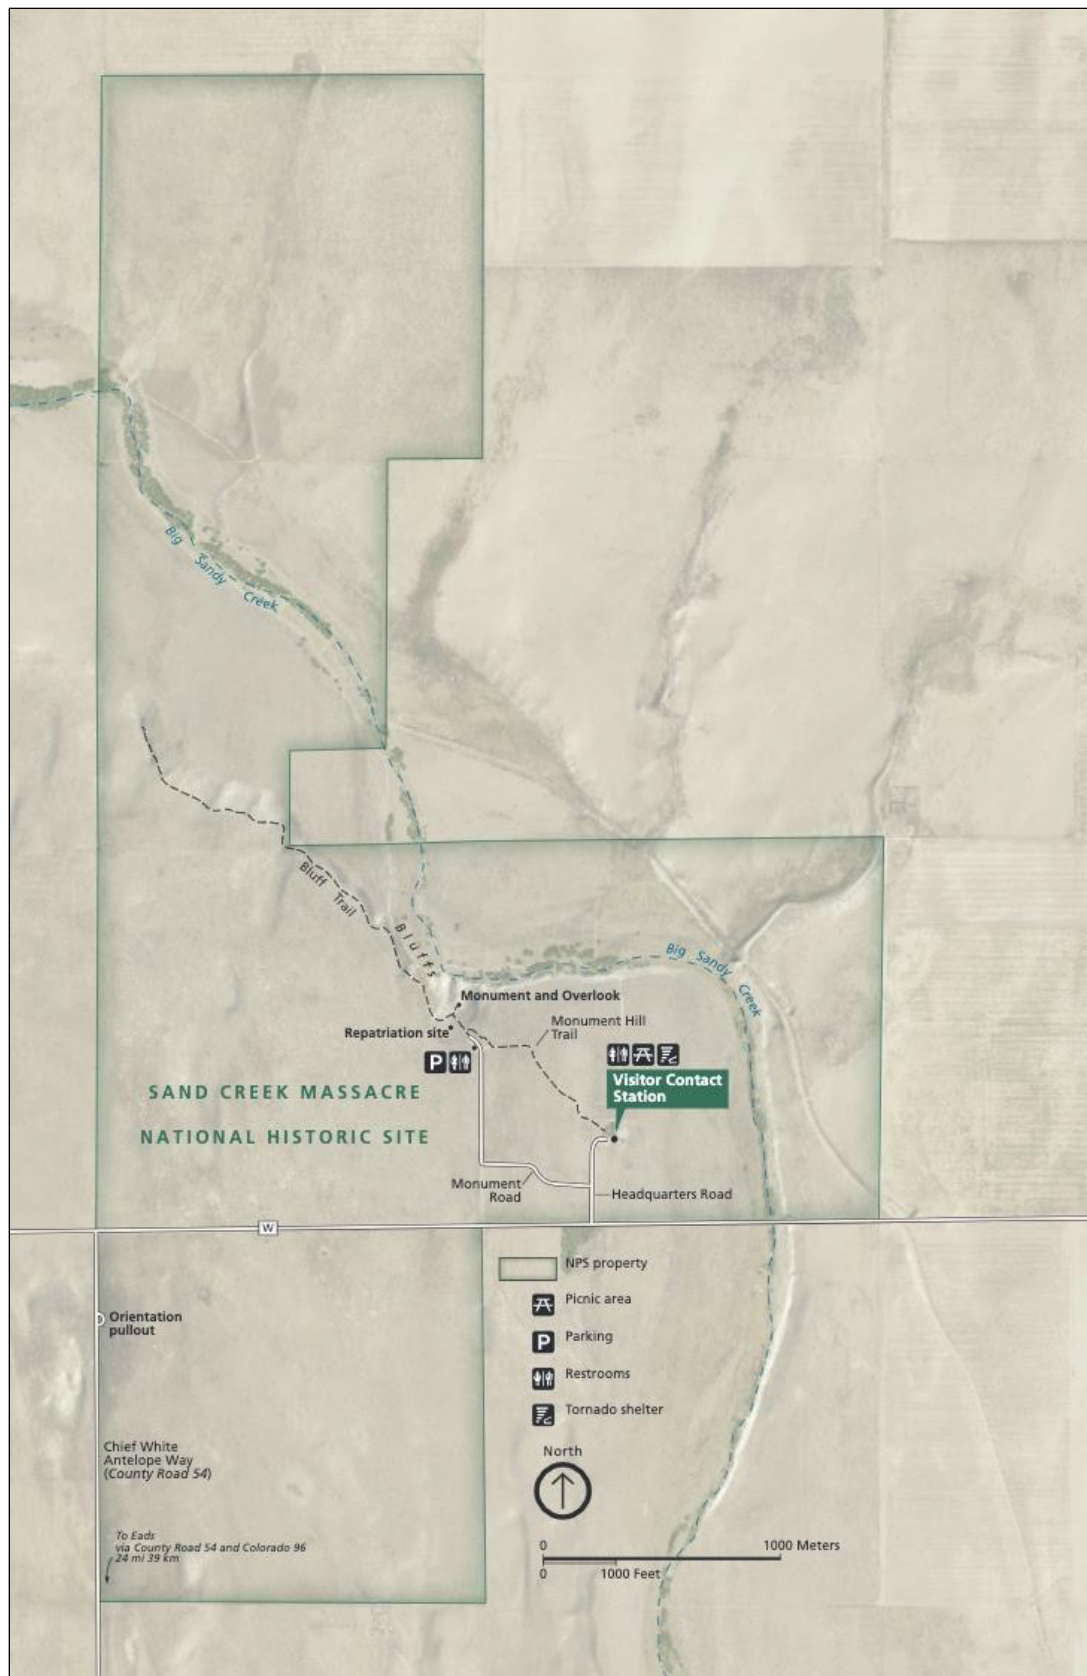 Big Sandy Creek
Bluff Trail
Bluffs
Big Sandy Creek
Monument and Overlook
Repatriation site
Monument Hill
Trail
P
Visitor Contact
Station
SAND CREEK MASSACRE
NATIONAL HISTORIC SITE
Monument
Road
Headquarters Road
W
Orientation
pullout
Chief White
Antelope Way
(County Road 54)
To Eads
via County Road 54 and Colorado 96
24 mi 39 km
NPS property
Picnic area
P
Parking
Restrooms
Tornado shelter
North
0
1000 Meters
0
1000 Feet